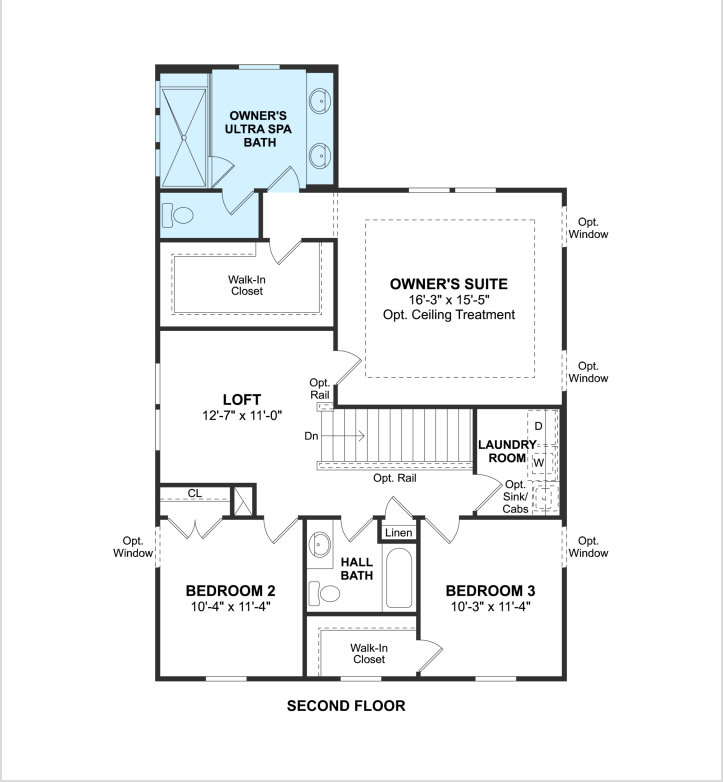 OWNER'S
ULTRA SPA
BATH
Opt.
Window
Walk-In
Closet
OWNER'S SUITE
16'-3" x 15'-5"
Opt. Ceiling Treatment
Opt.
Window
Opt.
Rail
LOFT
12'-7" x 11'-0"
Dn
D
LAUNDRY
ROOM
W
Opt. Rail
Opt.
Sink/
Cabs
CL
Linen
Opt.
Window
HALL
BATH
Opt.
Window
BEDROOM 2
10'-4" x 11'-4"
BEDROOM 3
10'-3" x 11'-4"
Walk-In
Closet
SECOND FLOOR